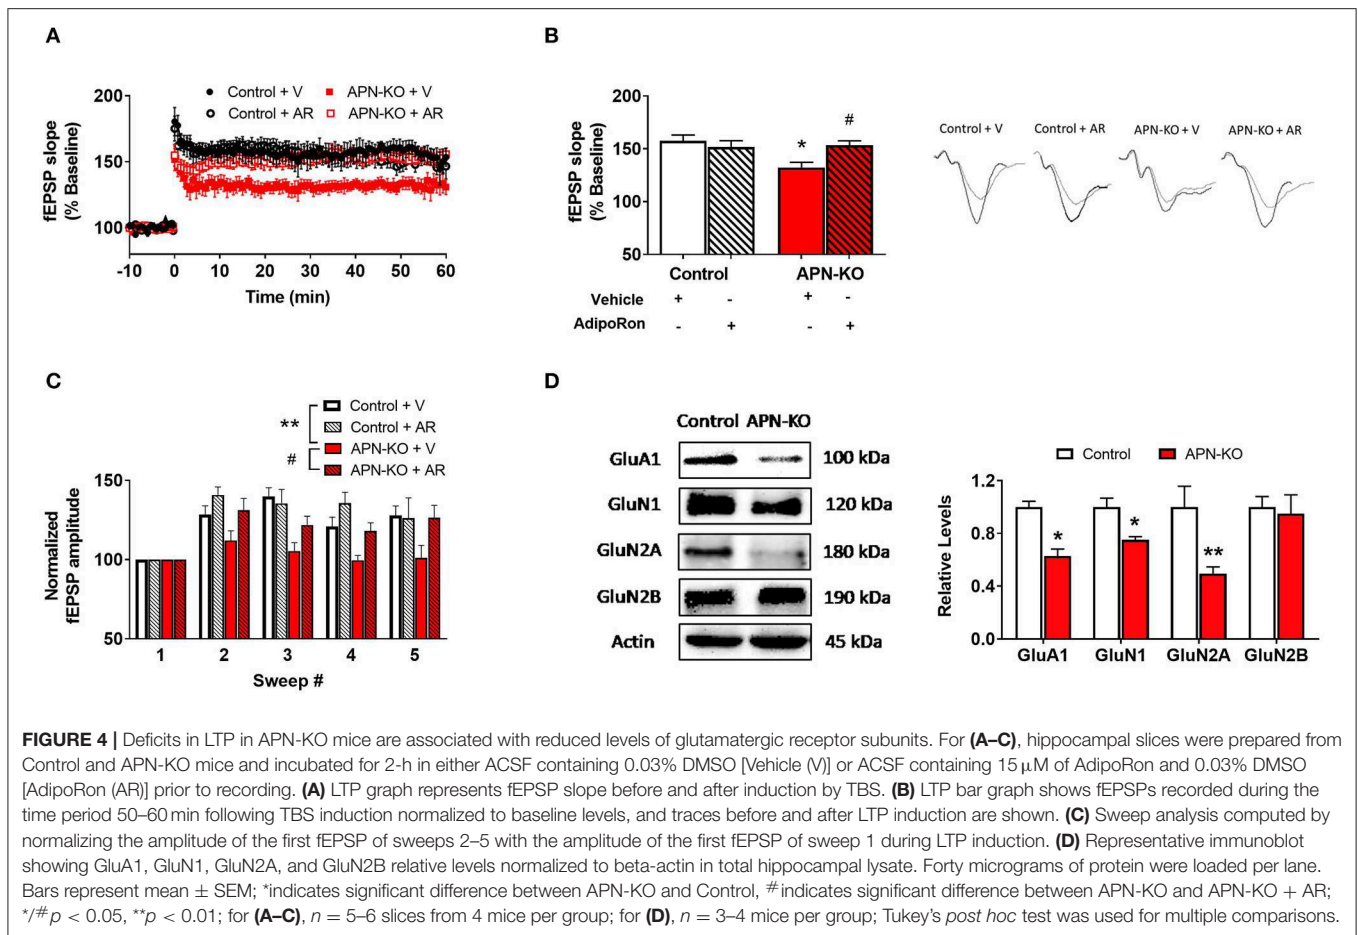 A
Control + V
APN-KO + V
Control + AR
APN-KO + AR
fEPSP slope
(% Baseline)
200
150
100
-10 0 10 20 30 40 50 60
Time (min)
B
fEPSP slope
(% Baseline)
200
150
100
50
*
#
Control APN-KO
Vehicle + - + -
AdipoRon - + - +
Control + V
Control + AR
APN-KO + V
APN-KO + AR
C
Control + V
Control + AR
APN-KO + V
APN-KO + AR
**
#
Normalized
fEPSP amplitude
150
100
50
1 2 3 4 5
Sweep #
D
Control APN-KO
GluA1 100 kDa
GluN1 120 kDa
GluN2A 180 kDa
GluN2B 190 kDa
Actin 45 kDa
Control APN-KO
Relative Levels
1.2
0.8
0.4
0.0
*
*
**
GluA1 GluN1 GluN2A GluN2B
FIGURE 4 | Deficits in LTP in APN-KO mice are associated with reduced levels of glutamatergic receptor subunits. For (A–C), hippocampal slices were prepared from
Control and APN-KO mice and incubated for 2-h in either ACSF containing 0.03% DMSO [Vehicle (V)] or ACSF containing 15 μM of AdipoRon and 0.03% DMSO
[AdipoRon (AR)] prior to recording. (A) LTP graph represents fEPSP slope before and after induction by TBS. (B) LTP bar graph shows fEPSPs recorded during the
time period 50–60 min following TBS induction normalized to baseline levels, and traces before and after LTP induction are shown. (C) Sweep analysis computed by
normalizing the amplitude of the first fEPSP of sweeps 2–5 with the amplitude of the first fEPSP of sweep 1 during LTP induction. (D) Representative immunoblot
showing GluA1, GluN1, GluN2A, and GluN2B relative levels normalized to beta-actin in total hippocampal lysate. Forty micrograms of protein were loaded per lane.
Bars represent mean ± SEM; *indicates significant difference between APN-KO and Control, #indicates significant difference between APN-KO and APN-KO + AR;
*/#p < 0.05, **p < 0.01; for (A–C), n = 5–6 slices from 4 mice per group; for (D), n = 3–4 mice per group; Tukey's post hoc test was used for multiple comparisons.